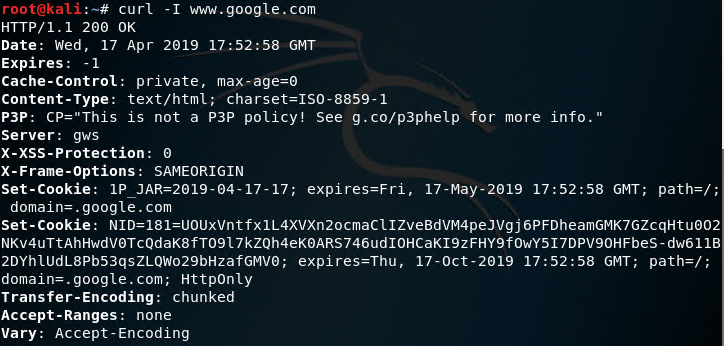 root@kali:~# curl -I www.google.com
HTTP/1.1 200 OK
Date: Wed, 17 Apr 2019 17:52:58 GMT
Expires: -1
Cache-Control: private, max-age=0
Content-Type: text/html; charset=ISO-8859-1
P3P: CP="This is not a P3P policy! See g.co/p3phelp for more info."
Server: gws
X-XSS-Protection: 0
X-Frame-Options: SAMEORIGIN
Set-Cookie: 1P_JAR=2019-04-17-17; expires=Fri, 17-May-2019 17:52:58 GMT; path=/;
 domain=.google.com
Set-Cookie: NID=181=UOUxVntfx1L4XVXn2ocmaClIZveBdVM4peJVgj6PFDheamGMK7GZcqHtu0O2
NKv4uTtAhHwdV0TcQdaK8fTO9l7kZQh4eK0ARS746udIOHCaKI9zFHY9fOwY5I7DPV9OHFbeS-dw611B
2DYhlUdL8Pb53qsZLQWo29bHzafGMV0; expires=Thu, 17-Oct-2019 17:52:58 GMT; path=/;
domain=.google.com; HttpOnly
Transfer-Encoding: chunked
Accept-Ranges: none
Vary: Accept-Encoding